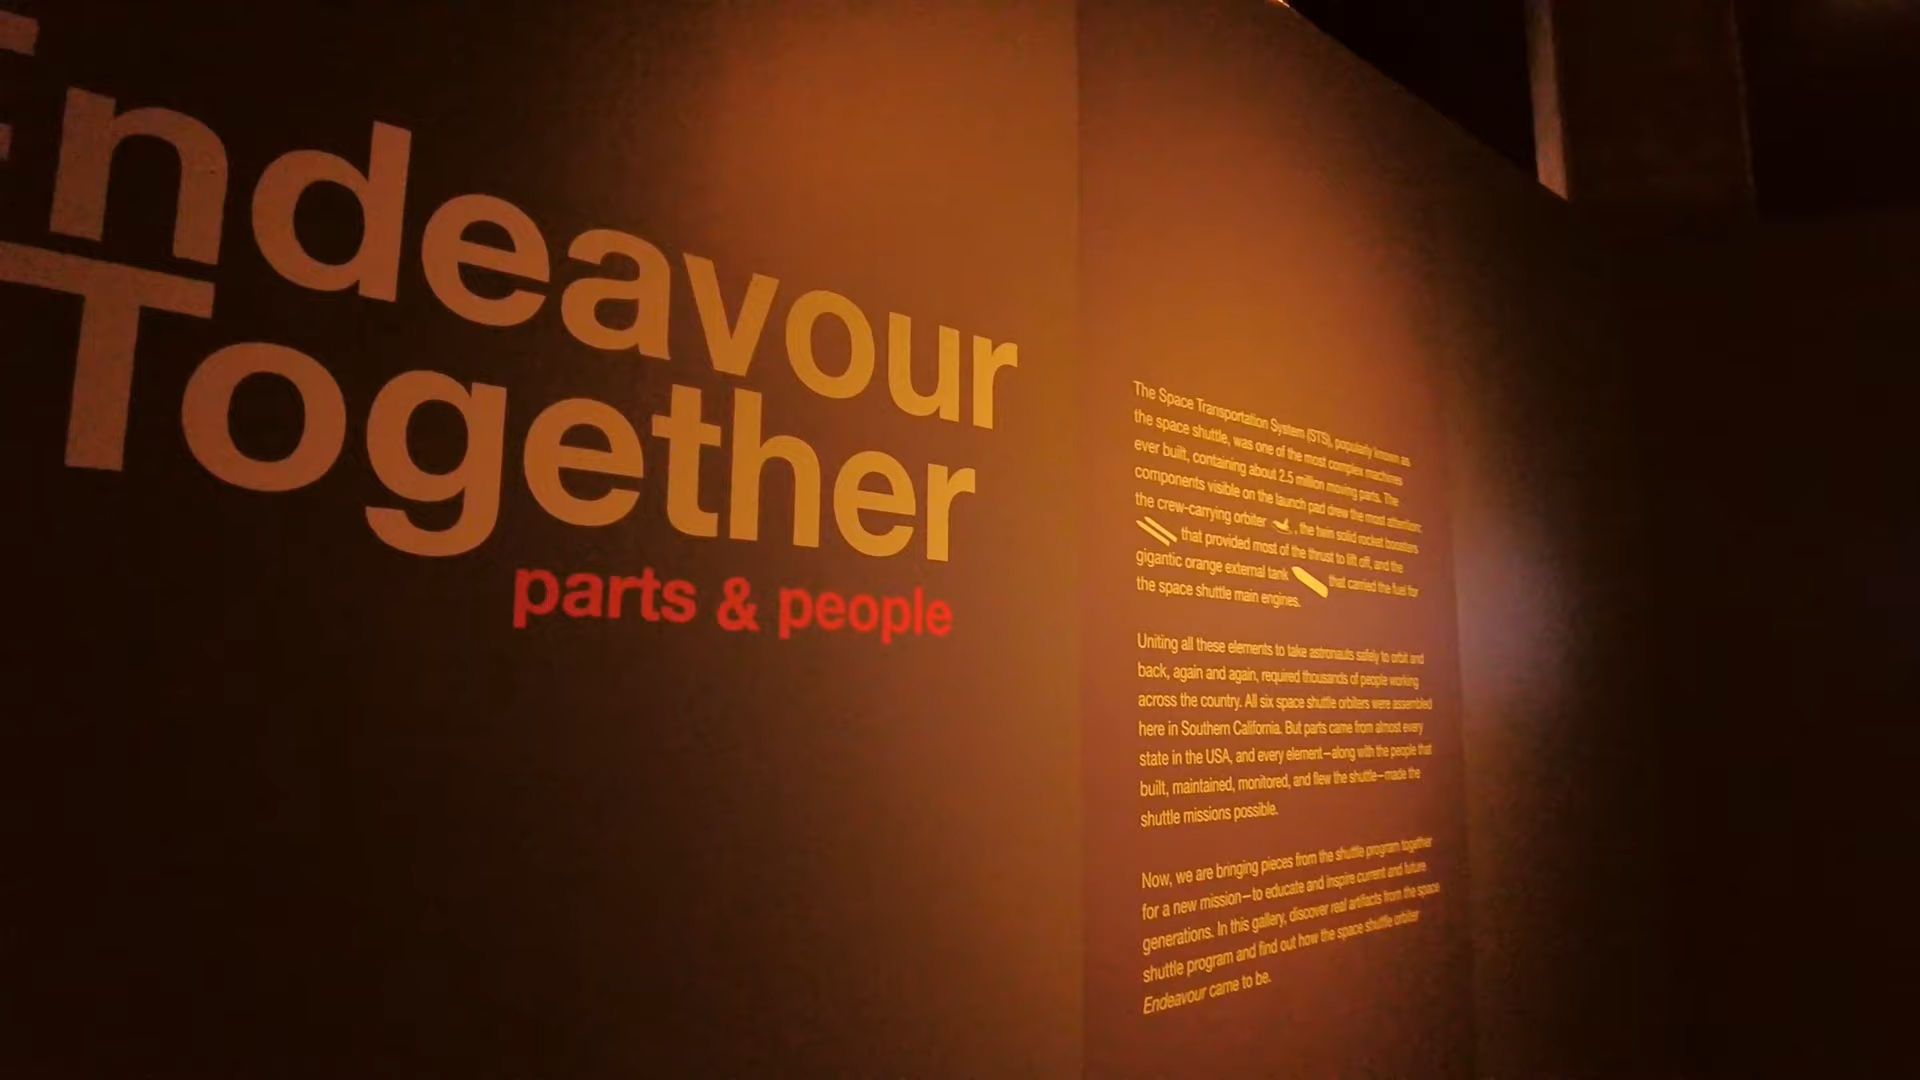 Endeavour
Together
parts & people
The Space Transportation System (STS), popularly known as
the space shuttle, was one of the most complex machines
ever built, containing about 2.5 million moving parts. The
components visible on the launch pad drew the most attention:
the crew-carrying orbiter , the twin solid rocket boosters
that provided most of the thrust to lift off, and the
gigantic orange external tank that carried the fuel for
the space shuttle main engines.
Uniting all these elements to take astronauts safely to orbit and
back, again and again, required thousands of people working
across the country. All six space shuttle orbiters were assembled
here in Southern California. But parts came from almost every
state in the USA, and every element—along with the people that
built, maintained, monitored, and flew the shuttle—made the
shuttle missions possible.
Now, we are bringing pieces from the shuttle program together
for a new mission—to educate and inspire current and future
generations. In this gallery, discover real artifacts from the space
shuttle program and find out how the space shuttle orbiter
Endeavour came to be.